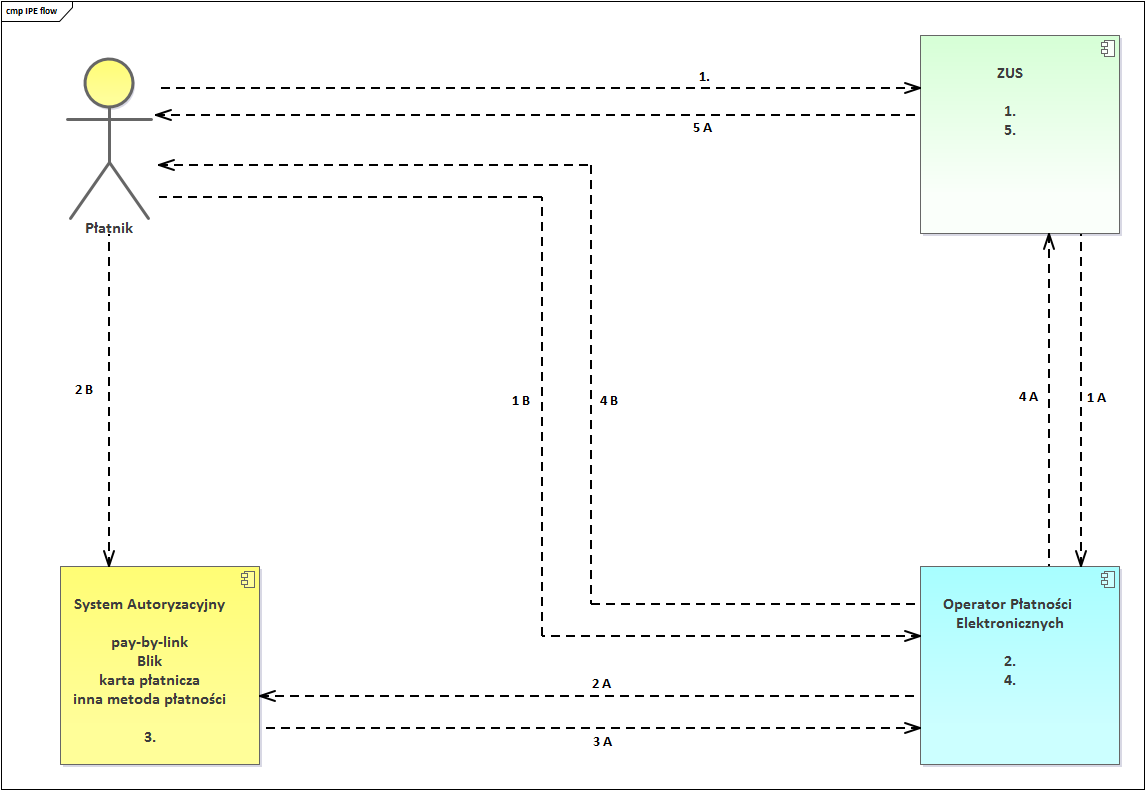 cmp IPE flow
1.
5 A
Płatnik
ZUS
1.
5.
2 B
1 B
4 B
4 A
1 A
System Autoryzacyjny
pay-by-link
Blik
karta płatnicza
inna metoda płatności
3.
2 A
3 A
Operator Płatności
Elektronicznych
2.
4.